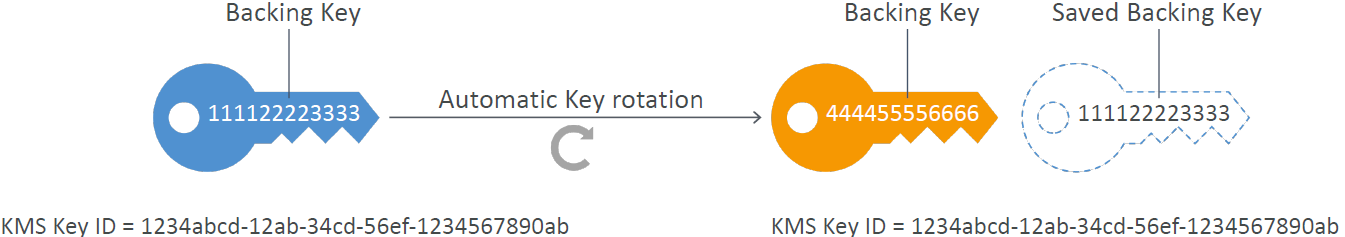 Backing Key
Backing Key
Saved Backing Key
111122223333
Automatic Key rotation
444455556666
111122223333
KMS Key ID = 1234abcd-12ab-34cd-56ef-1234567890ab
KMS Key ID = 1234abcd-12ab-34cd-56ef-1234567890ab